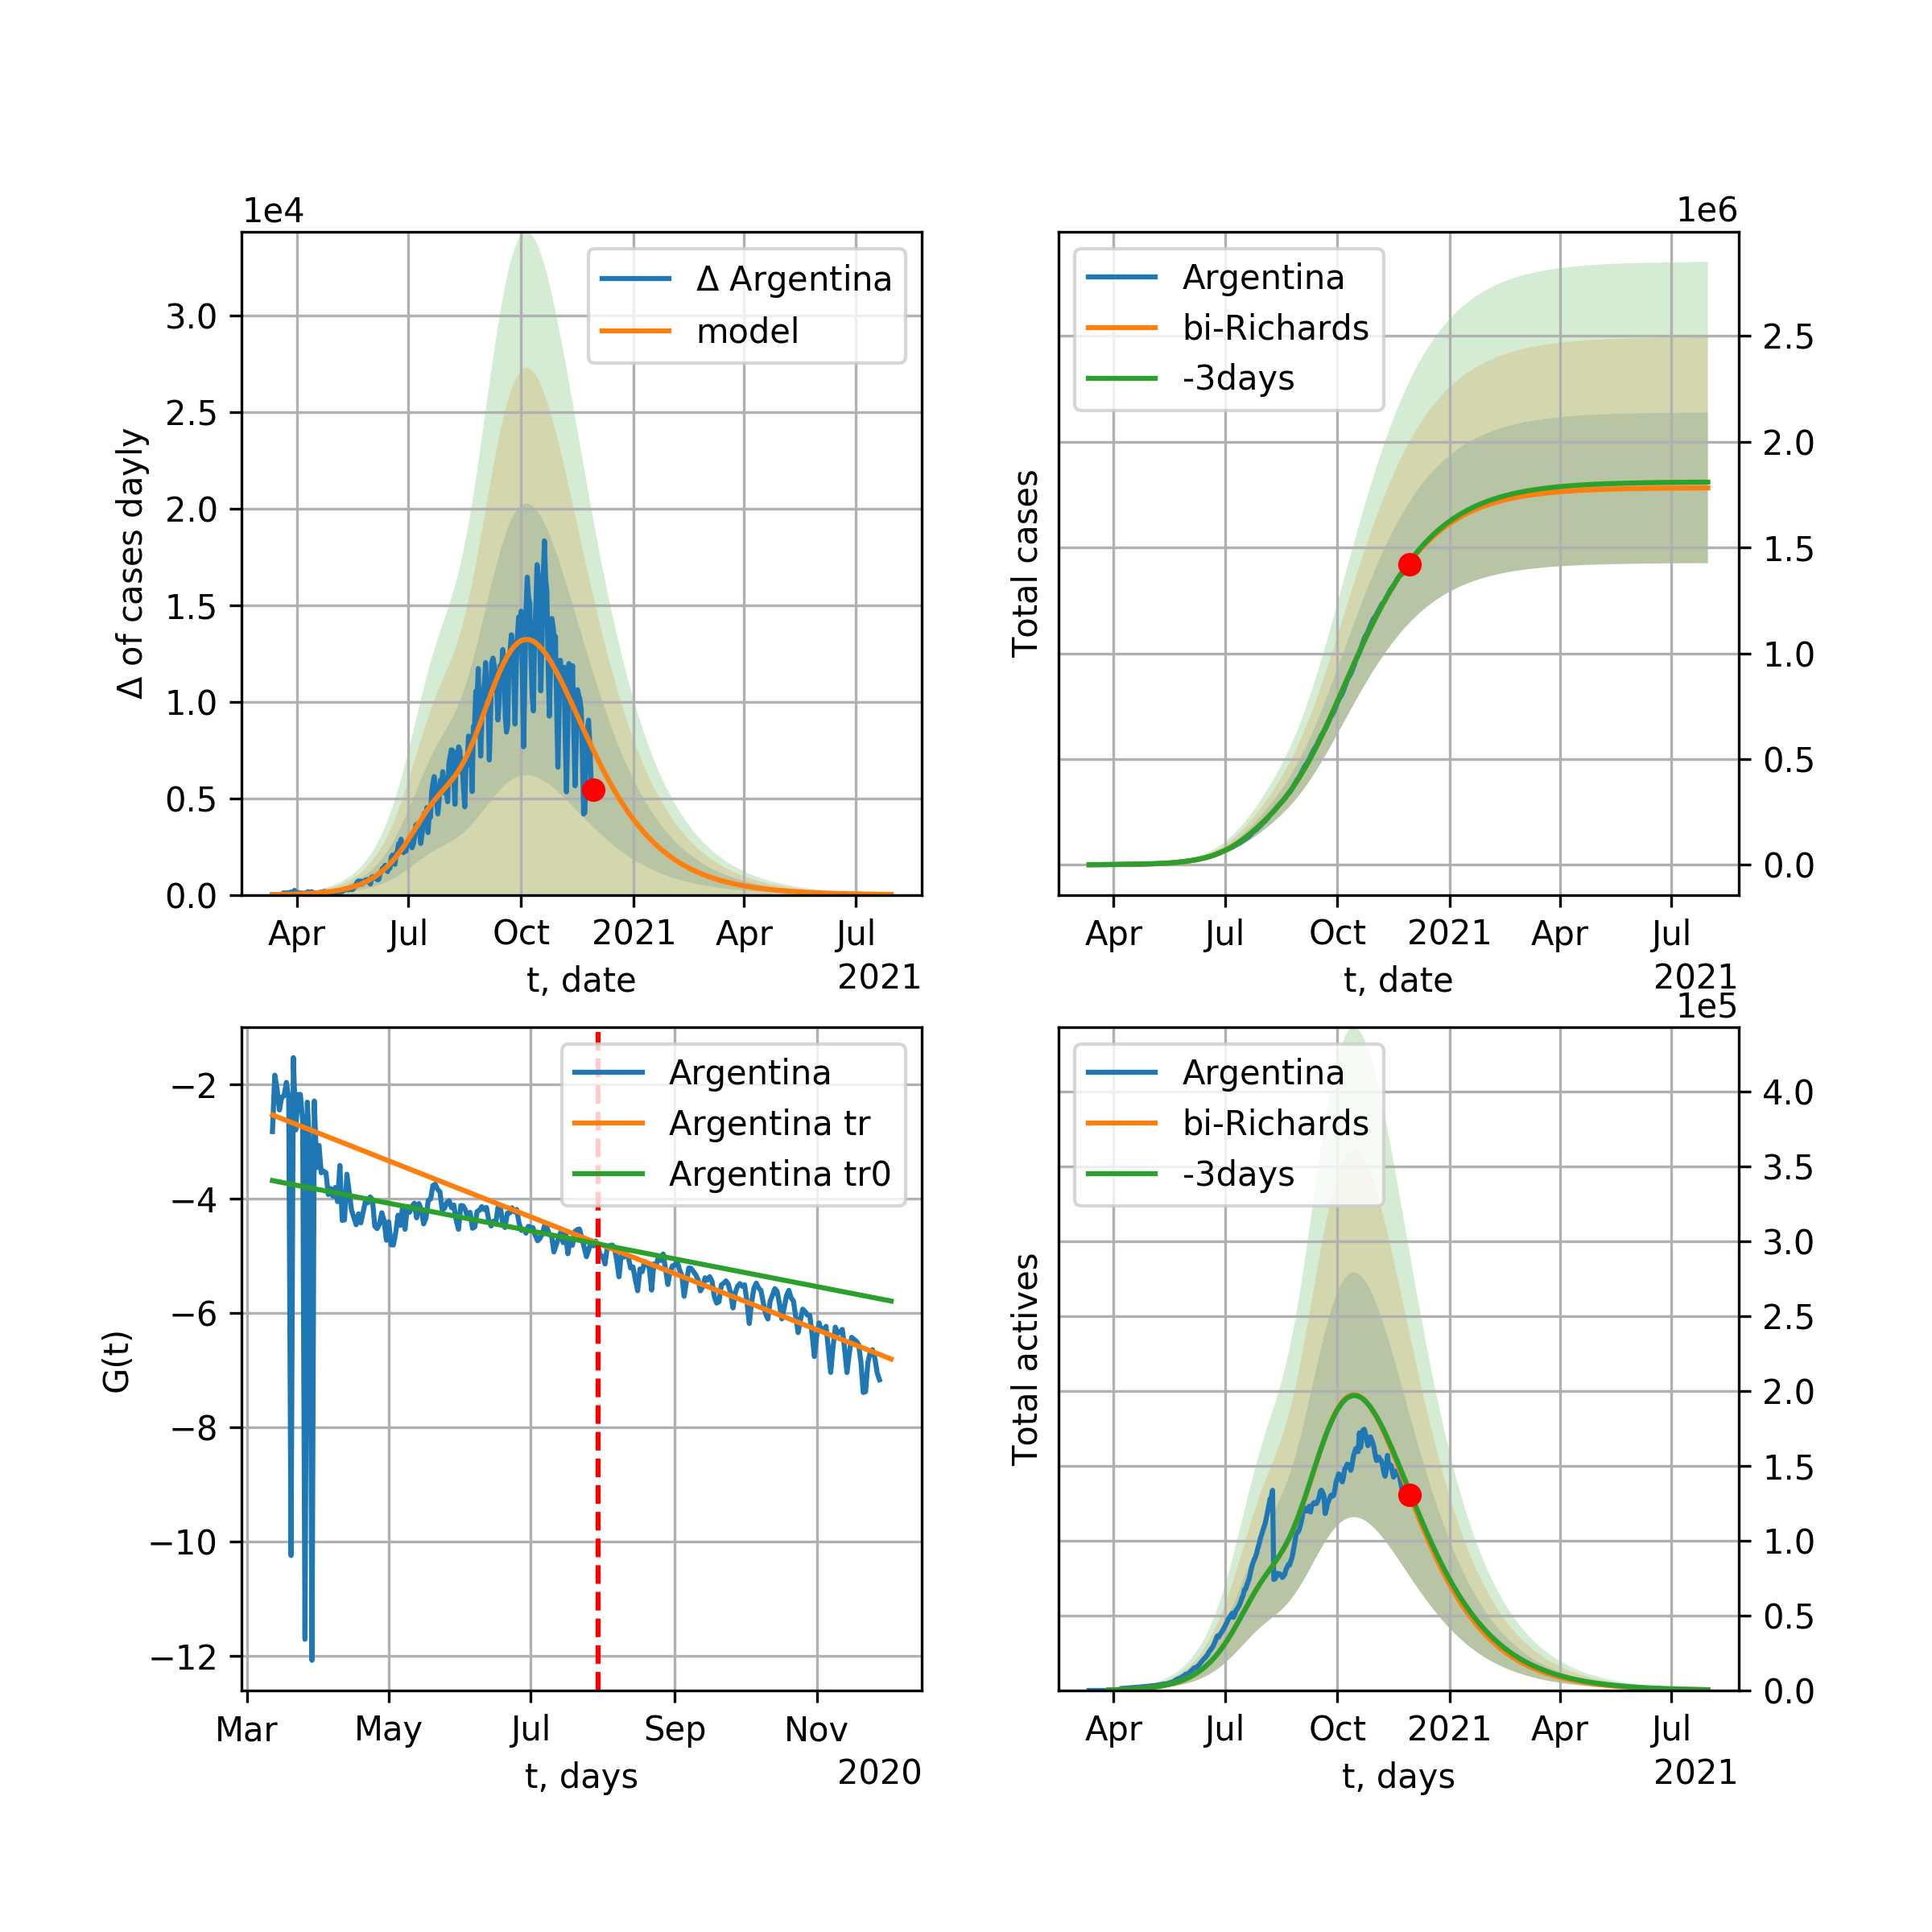 1e4
Δ of cases dayly
3.0
2.5
2.0
1.5
1.0
0.5
0.0
Δ Argentina
model
Apr Jul Oct 2021 Apr Jul
t, date
2021
1e6
Total cases
Argentina
bi-Richards
-3days
2.5
2.0
1.5
1.0
0.5
0.0
Apr Jul Oct 2021 Apr Jul
t, date
2021
G(t)
−2
−4
−6
−8
−10
−12
Argentina
Argentina tr
Argentina tr0
Mar May Jul Sep Nov
t, days
2020
1e5
Total actives
Argentina
bi-Richards
-3days
4.0
3.5
3.0
2.5
2.0
1.5
1.0
0.5
0.0
Apr Jul Oct 2021 Apr Jul
t, days
2021